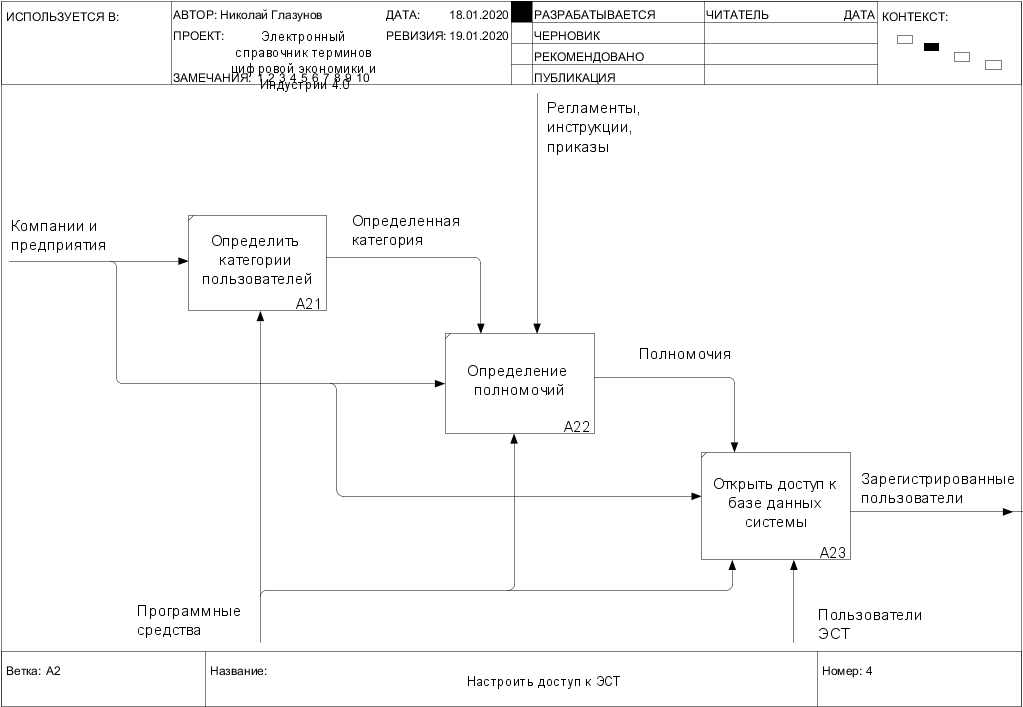 ИСПОЛЬЗУЕТСЯ В:
АВТОР: Николай Глазунов
ДАТА: 18.01.2020
РАЗРАБАТЫВАЕТСЯ
ЧИТАТЕЛЬ
ДАТА
КОНТЕКСТ:
ПРОЕКТ:
Электронный
справочник терминов
цифровой экономики и
Индустрии 4.0
РЕВИЗИЯ: 19.01.2020
ЧЕРНОВИК
РЕКОМЕНДОВАНО
ЗАМЕЧАНИЯ: 1 2 3 4 5 6 7 8 9 10
ПУБЛИКАЦИЯ
Регламенты,
инструкции,
приказы
Компании и
предприятия
Определить
категории
пользователей
A21
Определенная
категория
Определение
полномочий
A22
Полномочия
Открыть доступ к
базе данных
системы
A23
Зарегистрированные
пользователи
Программные
средства
Пользователи
ЭСТ
Ветка: A2
Название:
Настроить доступ к ЭСТ
Номер: 4